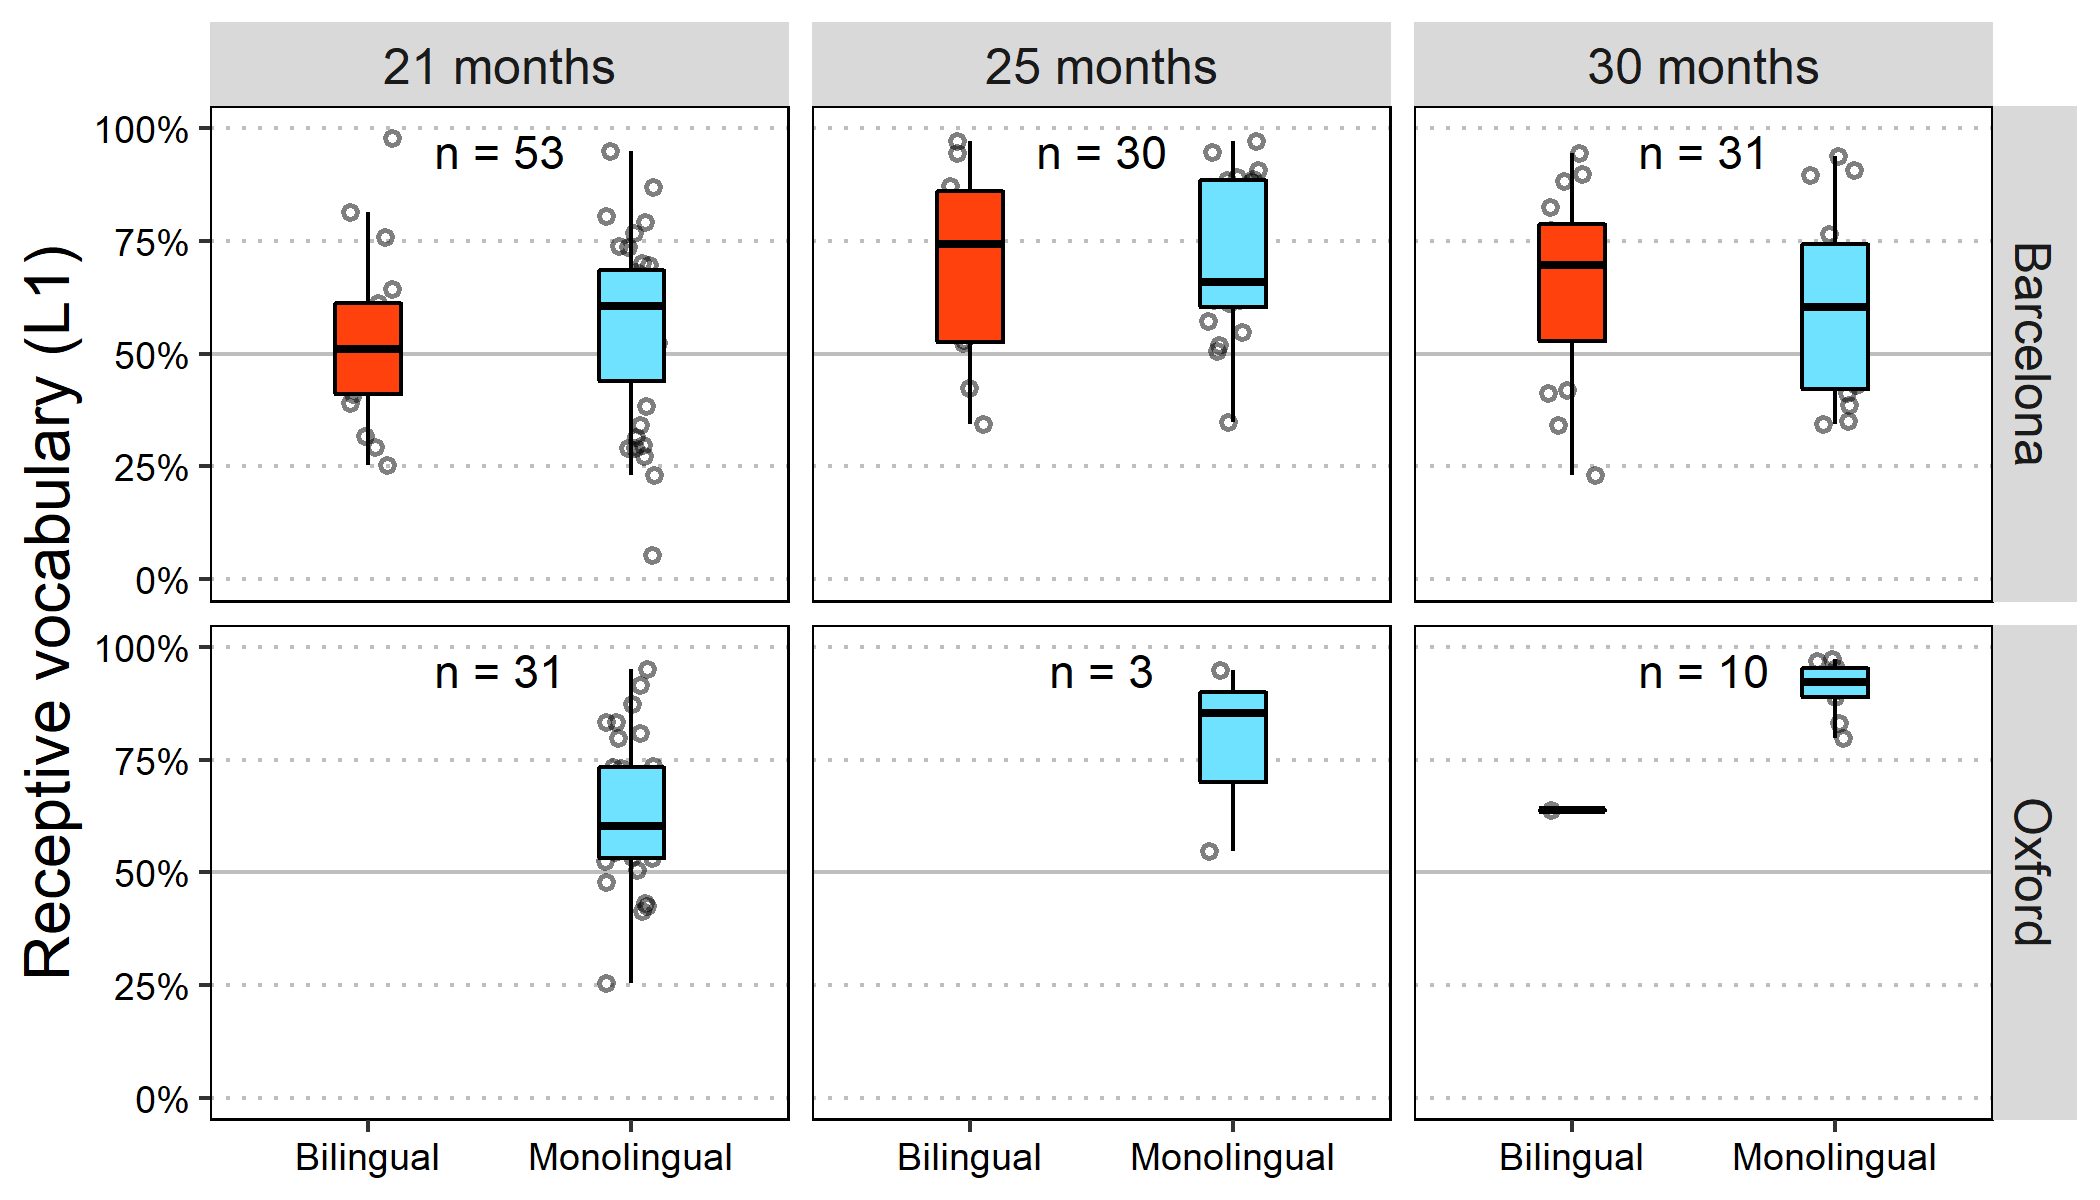 21 months
25 months
30 months
Receptive vocabulary (L1)
100%
75%
50%
25%
0%
n = 53
n = 30
n = 31
Barcelona
100%
75%
50%
25%
0%
n = 31
n = 3
n = 10
Oxford
Bilingual
Monolingual
Bilingual
Monolingual
Bilingual
Monolingual